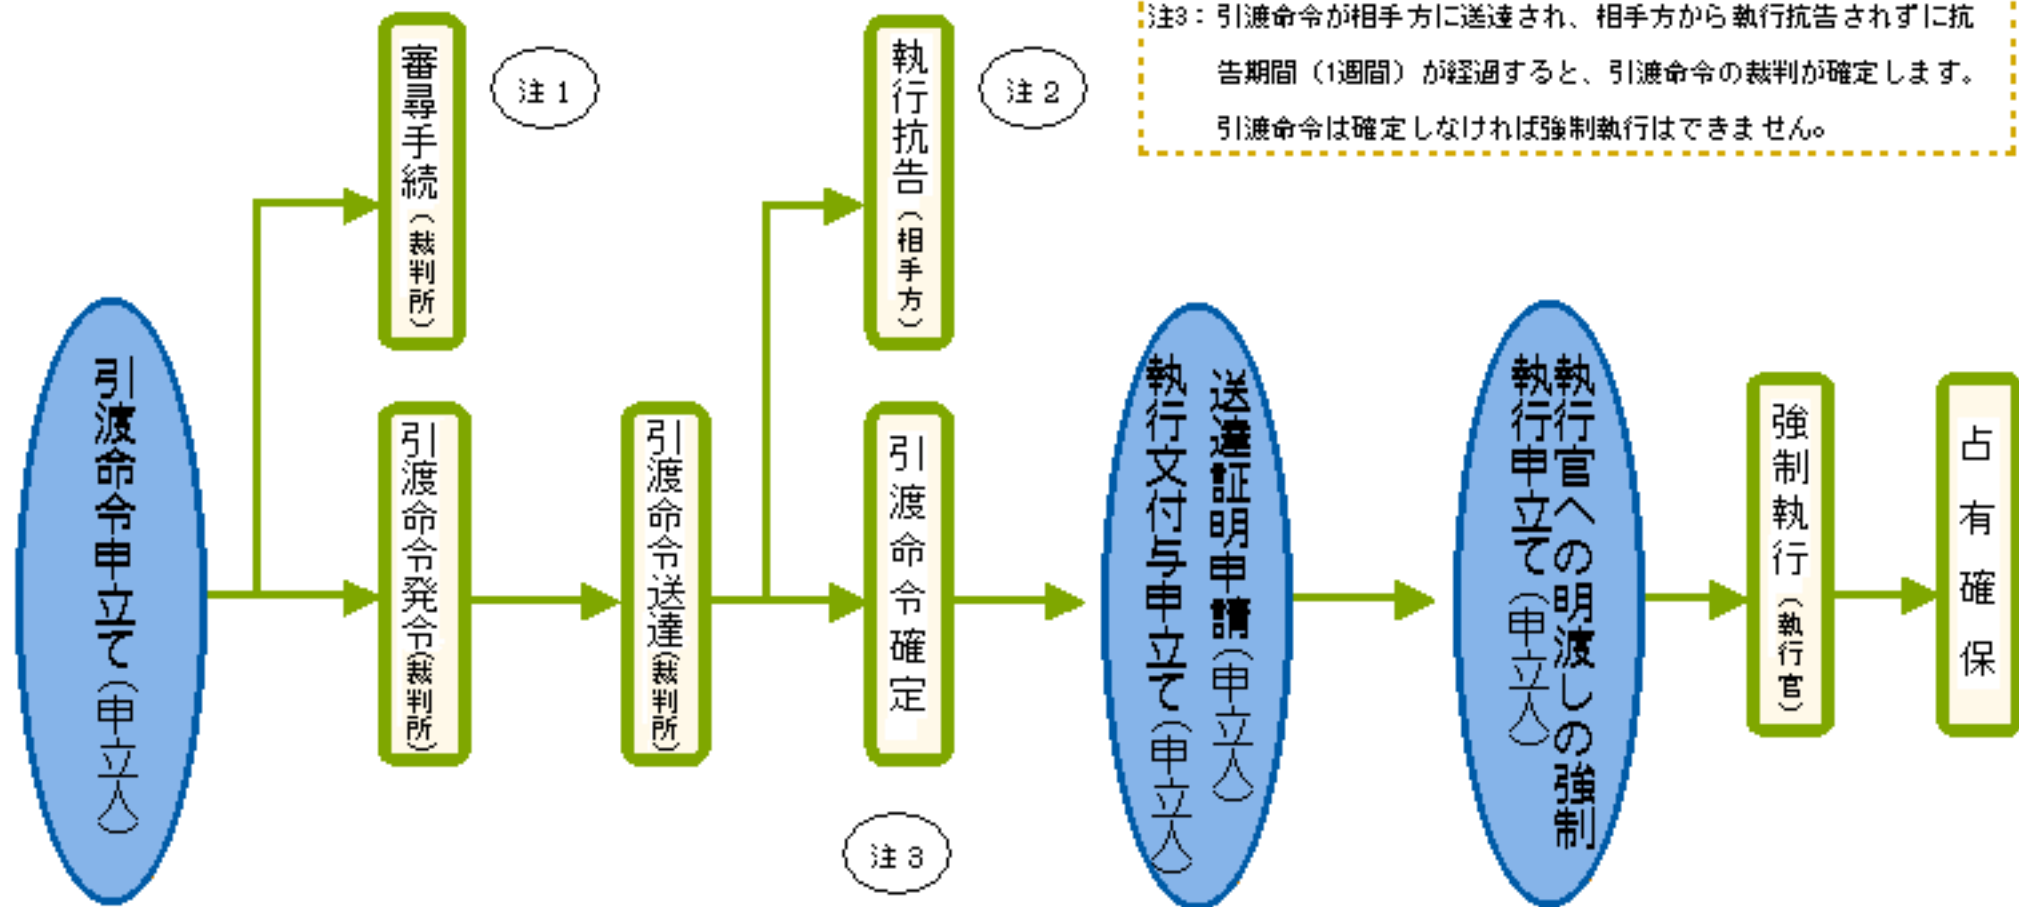 注3：引渡命令が相手方に送達され、相手方から執行抗告されずに抗
告期間（1週間）が経過すると、引渡命令の裁判が確定します。
引渡命令は確定しなければ強制執行はできません。
引渡命令申立て（申立人）
審尋手続（裁判所）
注1
引渡命令発令（裁判所）
引渡命令送達（裁判所）
執行抗告（相手方）
注2
引渡命令確定
注3
送達証明申請（申立人）
執行文付与申立て（申立人）
執行官への明渡しの強制
執行申立て（申立人）
強制執行（執行官）
占有確保